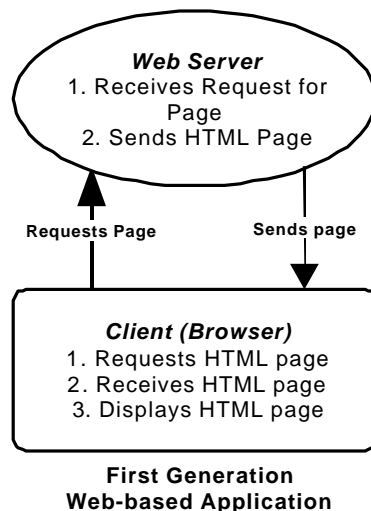 Web Server
1. Receives Request for
Page
2. Sends HTML Page
Requests Page
Sends page
Client (Browser)
1. Requests HTML page
2. Receives HTML page
3. Displays HTML page
First Generation
Web-based Application